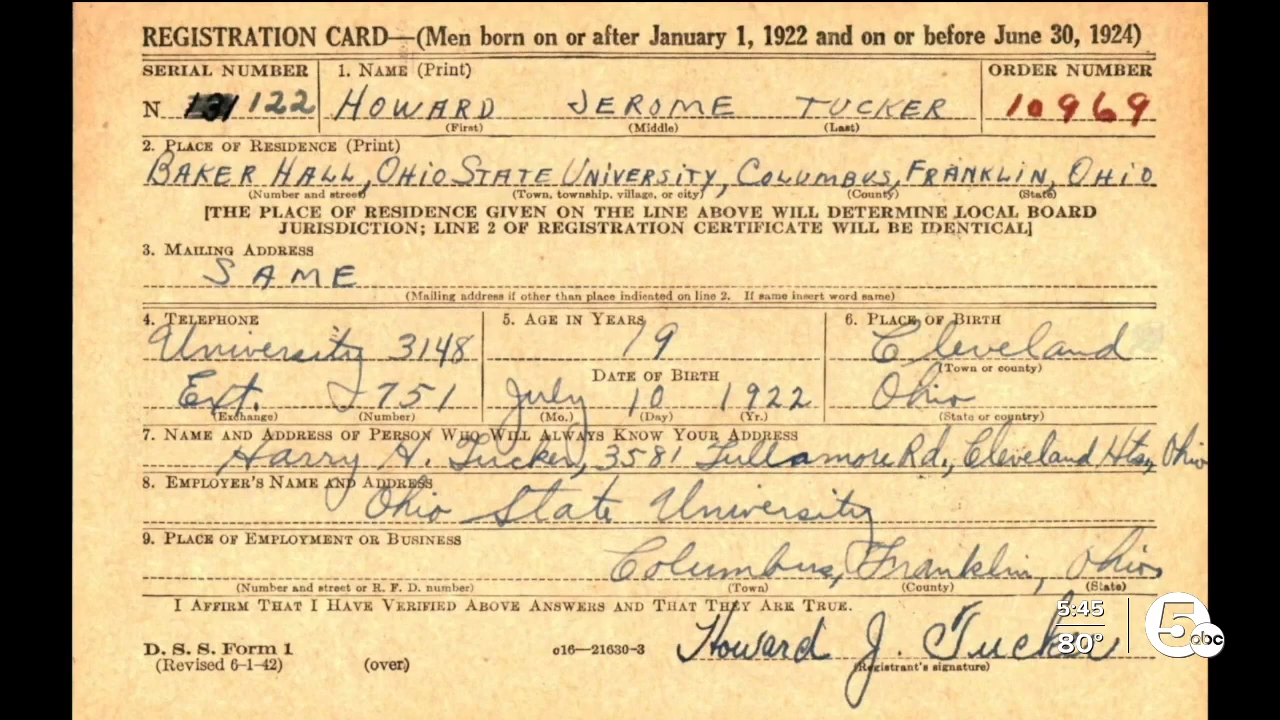 REGISTRATION CARD—(Men born on or after January 1, 1922 and on or before June 30, 1924)
SERIAL NUMBER 1. NAME (Print) ORDER NUMBER
N 122 HOWARD JEROME TUCKER 10969
(First) (Middle) (Last)
2. PLACE OF RESIDENCE (Print)
BAKER HALL, OHIO STATE UNIVERSITY, COLUMBUS, FRANKLIN, OHIO
(Number and street) (Town, township, village, or city) (County) (State)
[THE PLACE OF RESIDENCE GIVEN ON THE LINE ABOVE WILL DETERMINE LOCAL BOARD
JURISDICTION; LINE 2 OF REGISTRATION CERTIFICATE WILL BE IDENTICAL]
3. MAILING ADDRESS
SAME
(Mailing address if other than place indicated on line 2. If same insert word same)
4. TELEPHONE 5. AGE IN YEARS 6. PLACE OF BIRTH
University 3148 19 Cleveland
DATE OF BIRTH (Town or county)
Ext. 751 July 10 1922 Ohio
(Exchange) (Number) (Mo.) (Day) (Yr.) (State or country)
7. NAME AND ADDRESS OF PERSON WHO WILL ALWAYS KNOW YOUR ADDRESS
Harry A. Tucker, 3581 Tullamore Rd., Cleveland Hts., Ohio
8. EMPLOYER'S NAME AND ADDRESS
Ohio State University
9. PLACE OF EMPLOYMENT OR BUSINESS
Columbus, Franklin, Ohio
(Number and street or R. F. D. number) (Town) (County) (State)
I AFFIRM THAT I HAVE VERIFIED ABOVE ANSWERS AND THAT THEY ARE TRUE.
D. S. S. Form 1 o16—21630-3 Howard J. Tucker
(Revised 6-1-42) (over) (Registrant's signature)
5:45
80°
5 abc